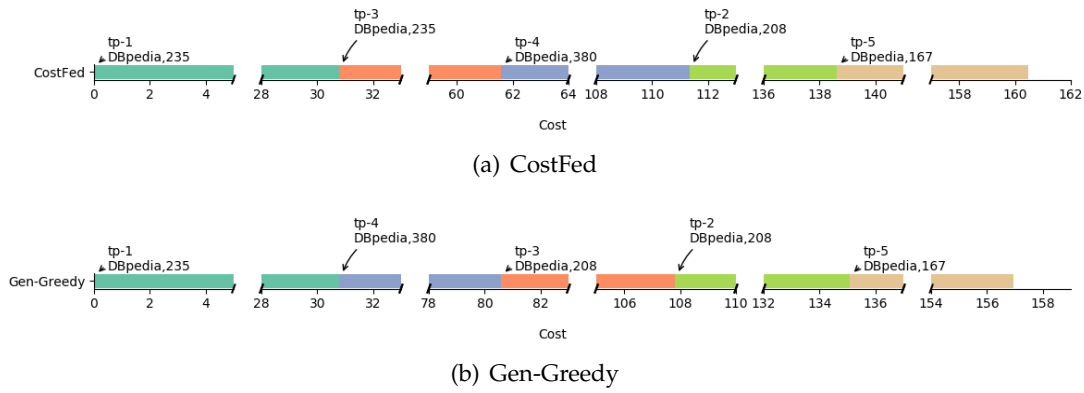 tp-1
DBpedia,235
tp-3
DBpedia,235
tp-4
DBpedia,380
tp-2
DBpedia,208
tp-5
DBpedia,167
CostFed
0 2 4 28 30 32 60 62 64 108 110 112 136 138 140 158 160 162
Cost
(a) CostFed
tp-1
DBpedia,235
tp-4
DBpedia,380
tp-3
DBpedia,208
tp-2
DBpedia,208
tp-5
DBpedia,167
Gen-Greedy
0 2 4 28 30 32 78 80 82 106 108 110 132 134 136 154 156 158
Cost
(b) Gen-Greedy